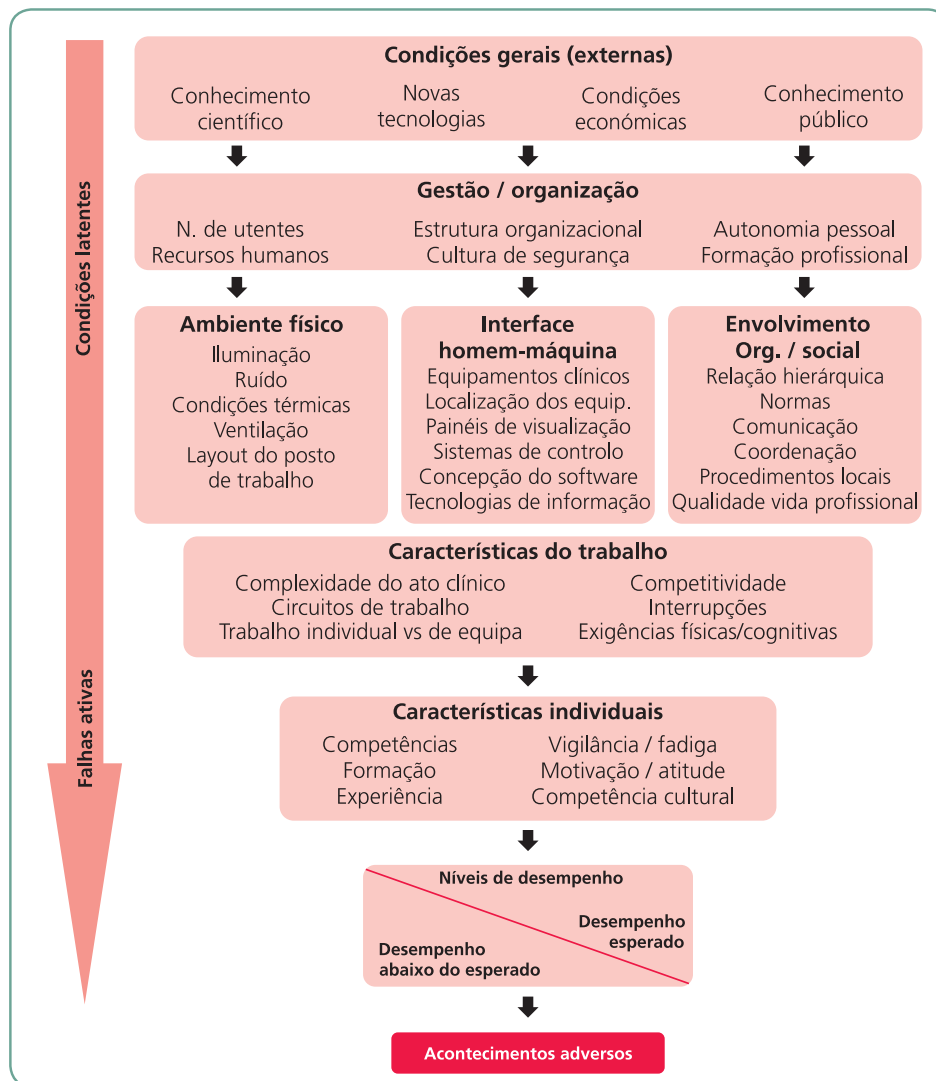 Condições latentes
Falhas ativas
Condições gerais (externas)
Conhecimento
científico
Novas
tecnologias
Condições
económicas
Conhecimento
público
Gestão / organização
N. de utentes
Recursos humanos
Estrutura organizacional
Cultura de segurança
Autonomia pessoal
Formação profissional
Ambiente físico
Iluminação
Ruído
Condições térmicas
Ventilação
Layout do posto
de trabalho
Interface
homem-máquina
Equipamentos clínicos
Localização dos equip.
Painéis de visualização
Sistemas de controlo
Concepção do software
Tecnologias de informação
Envolvimento
Org. / social
Relação hierárquica
Normas
Comunicação
Coordenação
Procedimentos locais
Qualidade vida profissional
Características do trabalho
Complexidade do ato clínico
Circuitos de trabalho
Trabalho individual vs de equipa
Competitividade
Interrupções
Exigências físicas/cognitivas
Características individuais
Competências
Formação
Experiência
Vigilância / fadiga
Motivação / atitude
Competência cultural
Níveis de desempenho
Desempenho
esperado
Desempenho
abaixo do esperado
Acontecimentos adversos